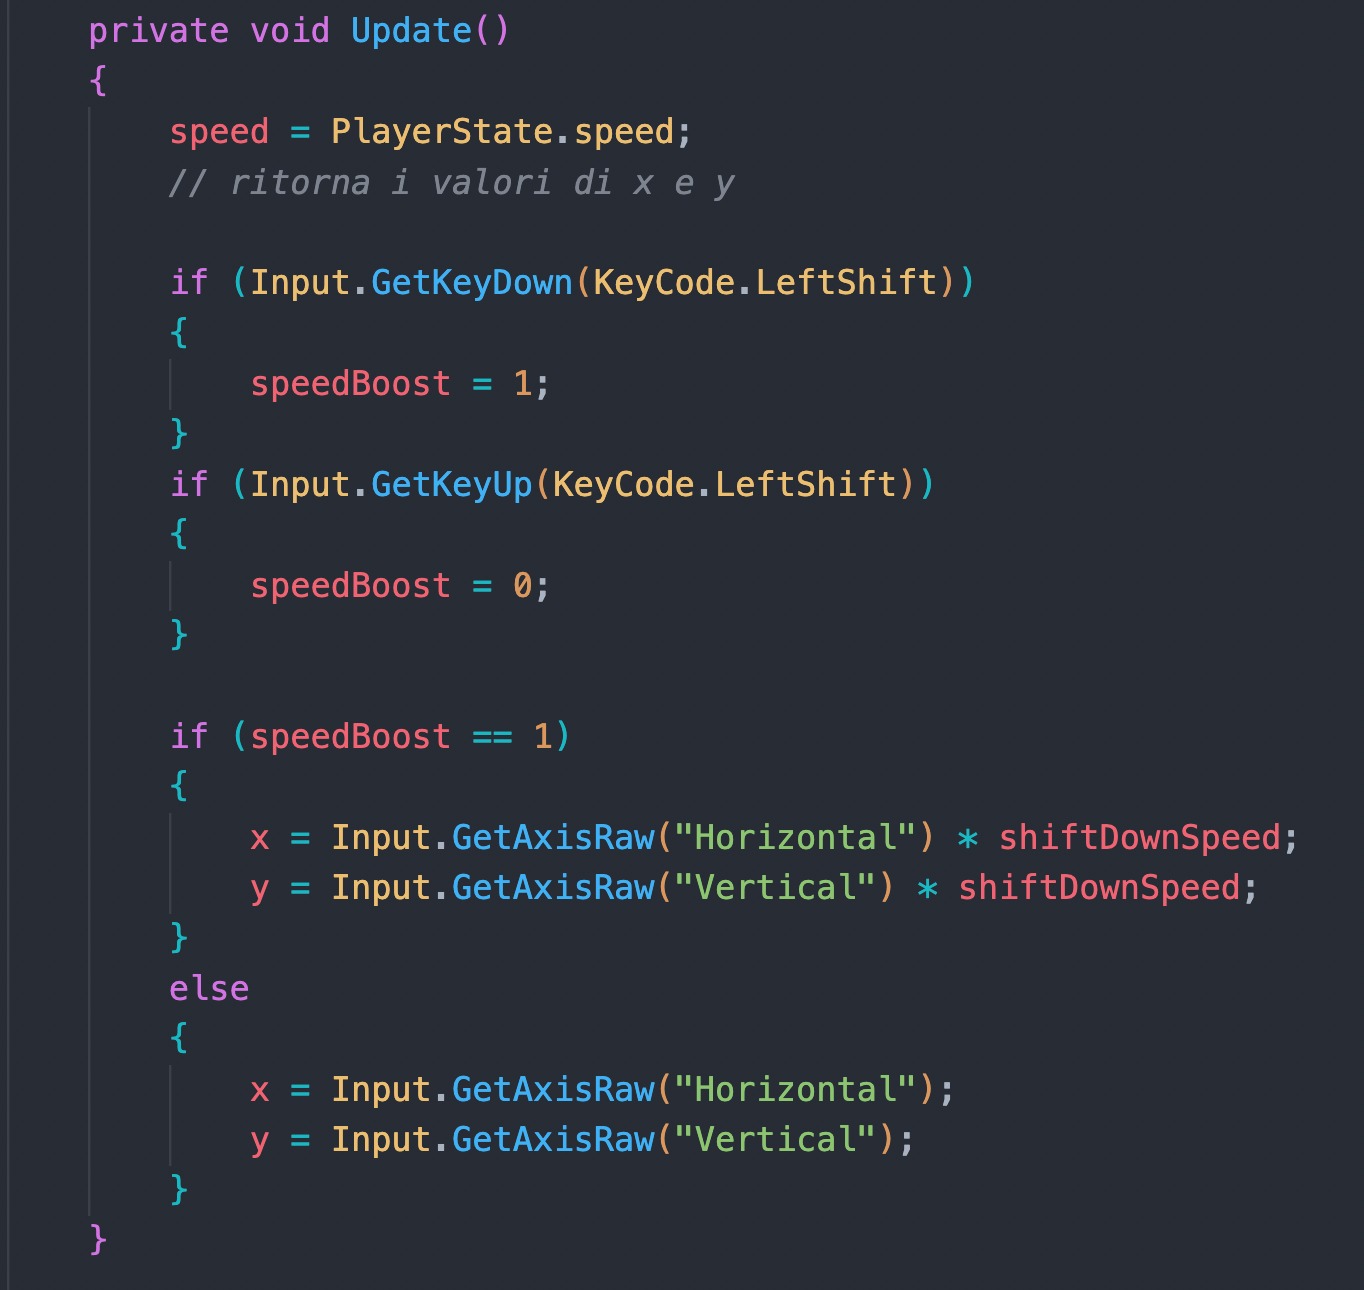 private void Update()
{
    speed = PlayerState.speed;
    // ritorna i valori di x e y

    if (Input.GetKeyDown(KeyCode.LeftShift))
    {
        speedBoost = 1;
    }
    if (Input.GetKeyUp(KeyCode.LeftShift))
    {
        speedBoost = 0;
    }

    if (speedBoost == 1)
    {
        x = Input.GetAxisRaw("Horizontal") * shiftDownSpeed;
        y = Input.GetAxisRaw("Vertical") * shiftDownSpeed;
    }
    else
    {
        x = Input.GetAxisRaw("Horizontal");
        y = Input.GetAxisRaw("Vertical");
    }
}